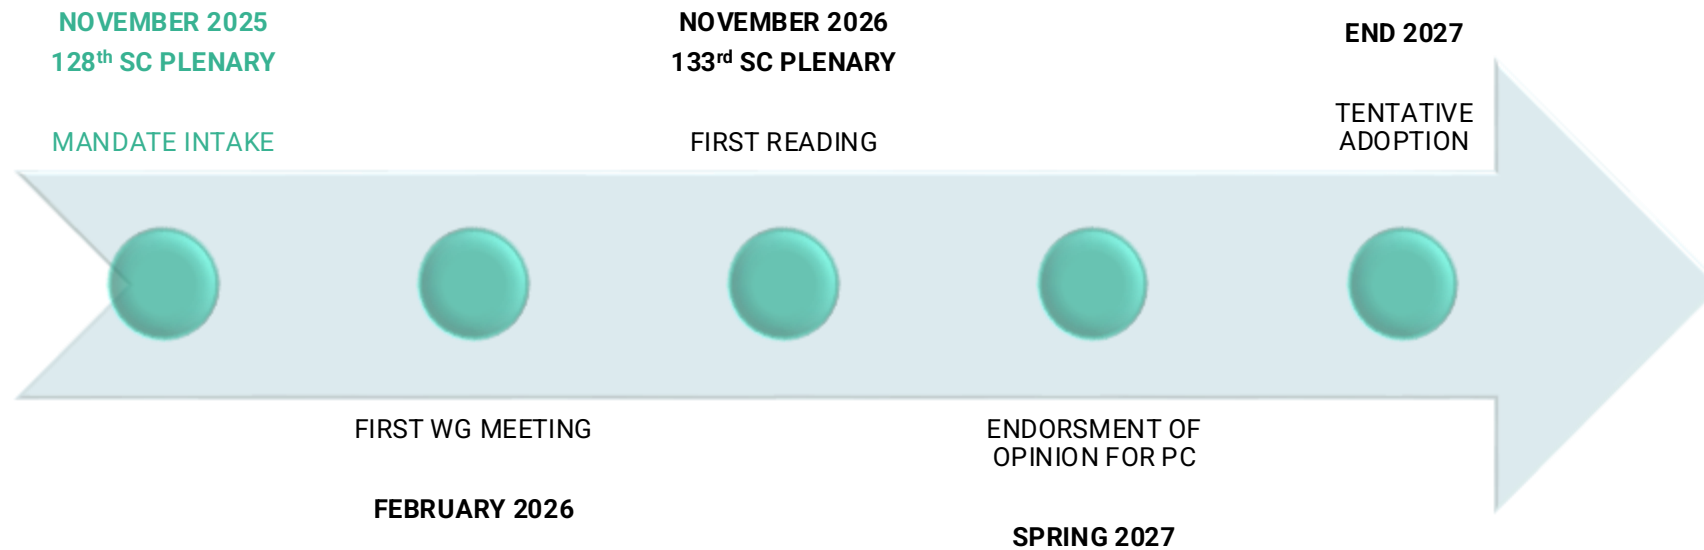 NOVEMBER 2025
128th SC PLENARY
MANDATE INTAKE
FIRST WG MEETING
FEBRUARY 2026
NOVEMBER 2026
133rd SC PLENARY
FIRST READING
ENDORSMENT OF
OPINION FOR PC
SPRING 2027
END 2027
TENTATIVE
ADOPTION